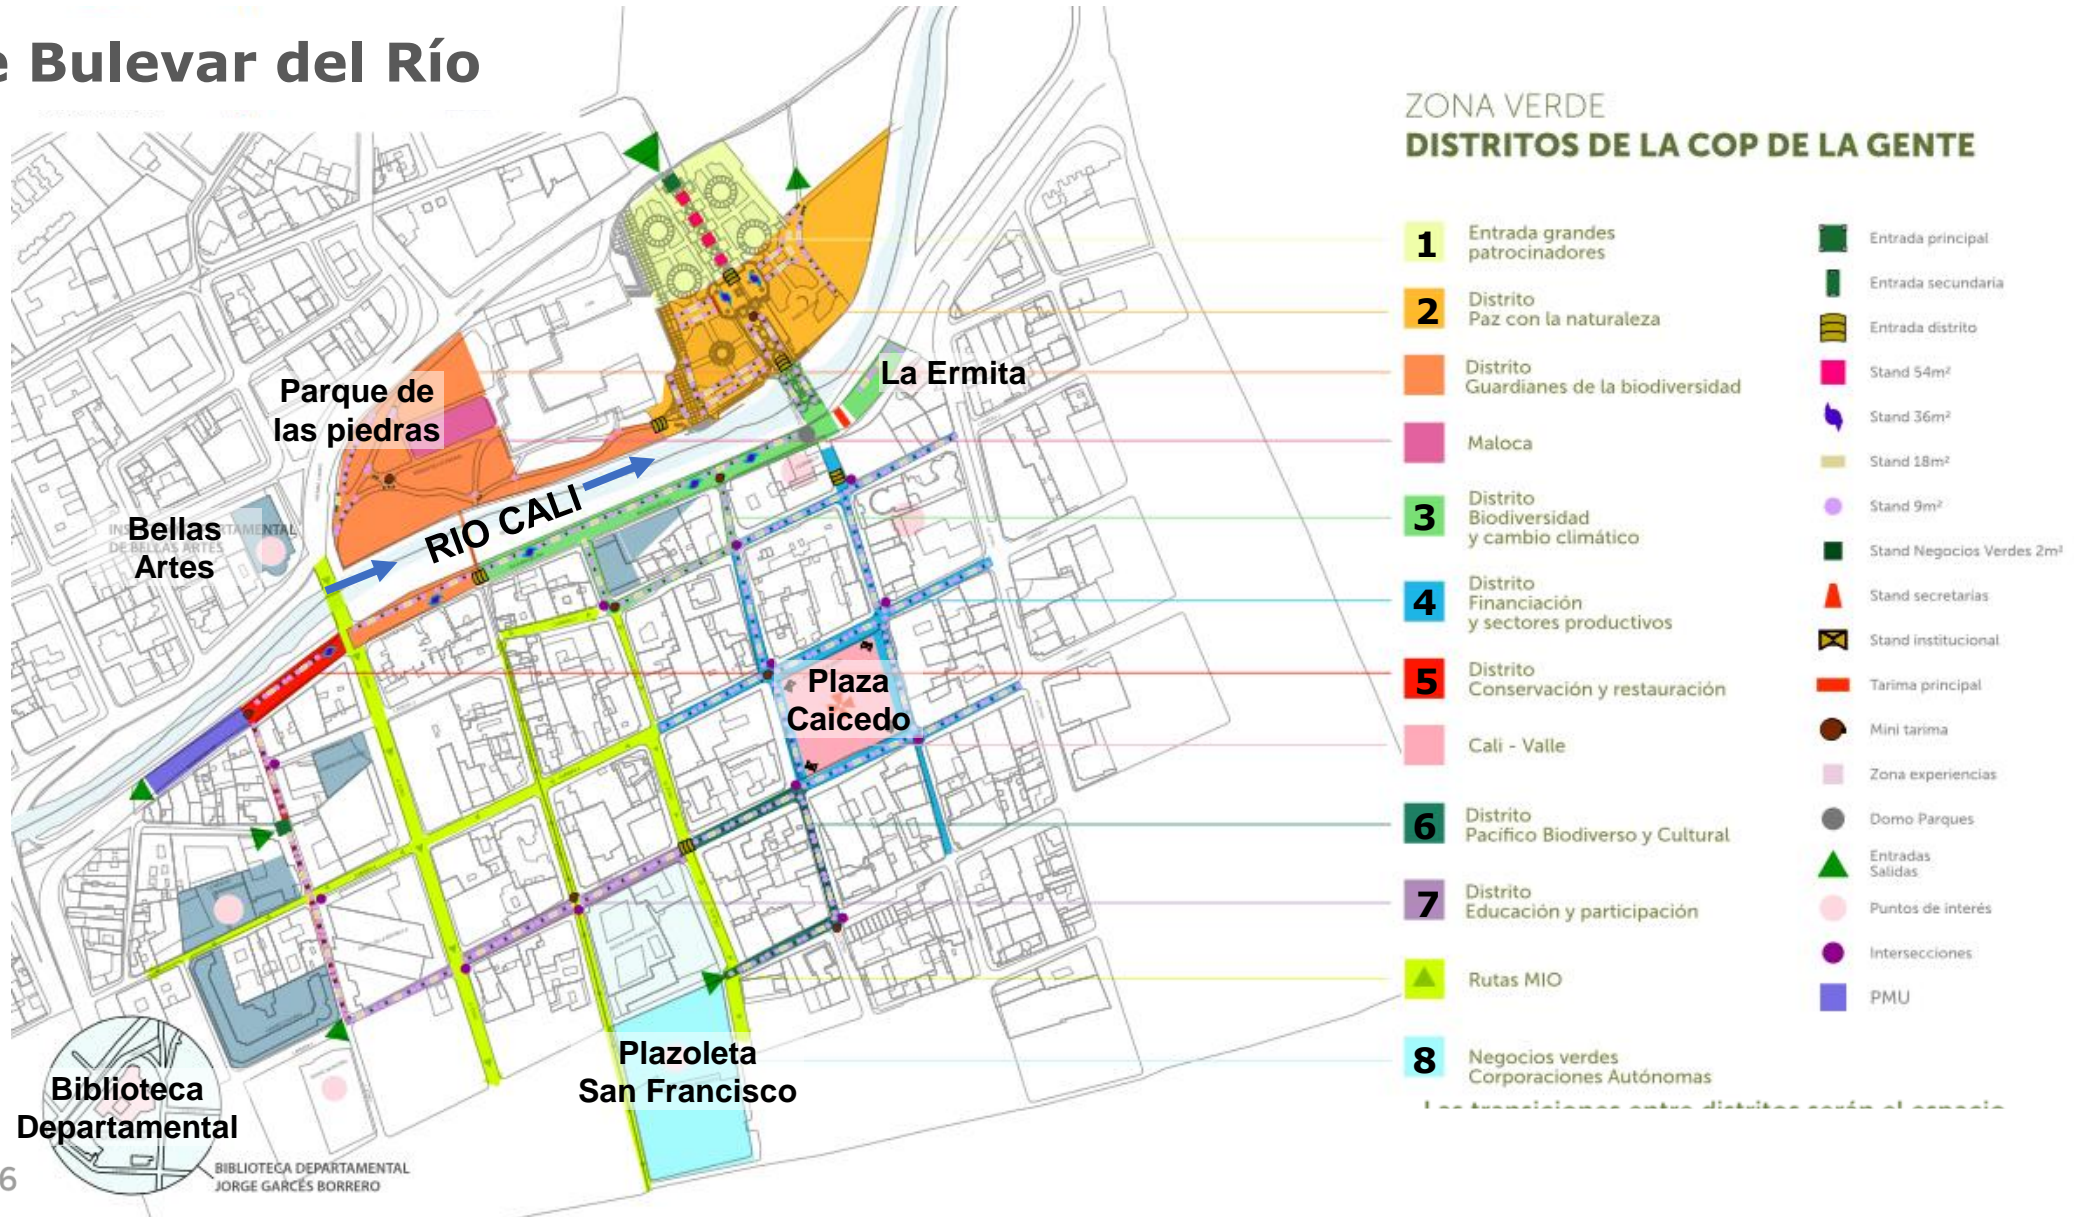 e Bulevar del Río
ZONA VERDE
DISTRITOS DE LA COP DE LA GENTE
1
Entrada grandes
patrocinadores
2
Distrito
Paz con la naturaleza
Distrito
Guardianes de la biodiversidad
Maloca
3
Distrito
Biodiversidad
y cambio climático
4
Distrito
Financiación
y sectores productivos
5
Distrito
Conservación y restauración
Cali - Valle
6
Distrito
Pacífico Biodiverso y Cultural
7
Distrito
Educación y participación
Rutas MIO
8
Negocios verdes
Corporaciones Autónomas
Entrada principal
Entrada secundaria
Entrada distrito
Stand 54m²
Stand 36m²
Stand 18m²
Stand 9m²
Stand Negocios Verdes 2m²
Stand secretarías
Stand institucional
Tarima principal
Mini tarima
Zona experiencias
Domo Parques
Entradas
Salidas
Puntos de interés
Intersecciones
PMU
Parque de
las piedras
La Ermita
RIO CALI
Bellas
Artes
DE BELLAS ARTES
Plaza
Caicedo
Plazoleta
San Francisco
Biblioteca
Departamental
BIBLIOTECA DEPARTAMENTAL
JORGE GARCÉS BORRERO
6